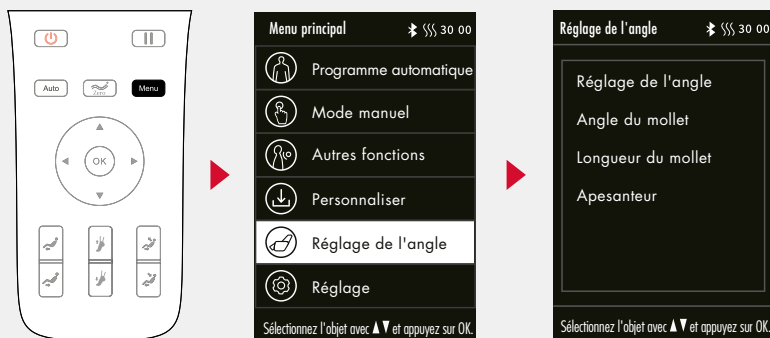 Auto
Zero
Menu
OK
Menu principal 30 00
Programme automatique
Mode manuel
Autres fonctions
Personnaliser
Réglage de l'angle
Réglage
Sélectionnez l'objet avec ▲▼ et appuyez sur OK.
Réglage de l'angle 30 00
Réglage de l'angle
Angle du mollet
Longueur du mollet
Apesanteur
Sélectionnez l'objet avec ▲▼ et appuyez sur OK.